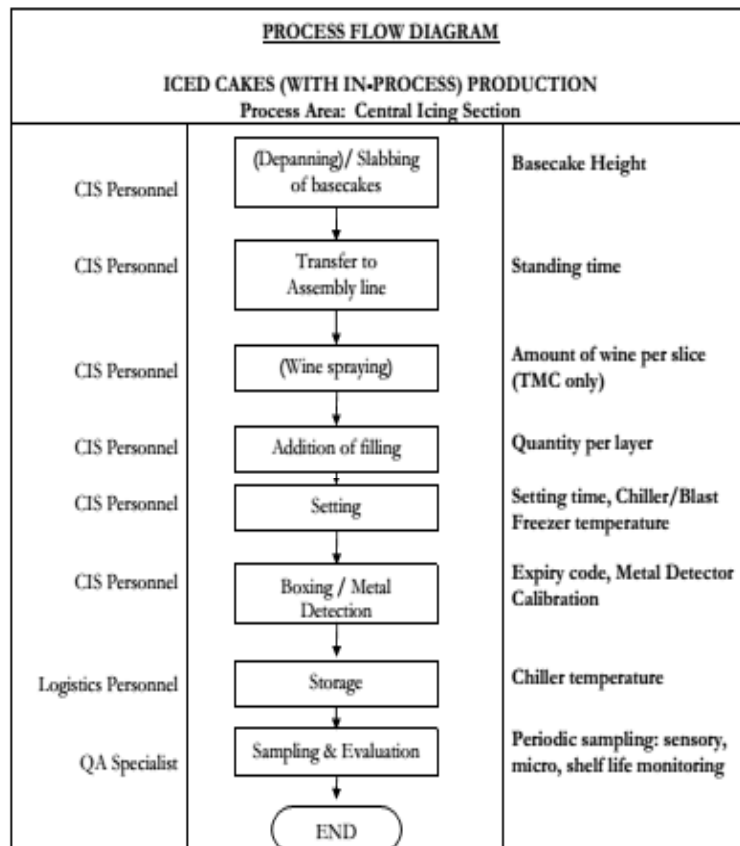 PROCESS FLOW DIAGRAM
ICED CAKES (WITH IN-PROCESS) PRODUCTION
Process Area: Central Icing Section
CIS Personnel
(Depanning)/ Slabbing
of basecakes
Basecake Height
CIS Personnel
Transfer to
Assembly line
Standing time
CIS Personnel
(Wine spraying)
Amount of wine per slice
(TMC only)
CIS Personnel
Addition of filling
Quantity per layer
CIS Personnel
Setting
Setting time, Chiller/Blast
Freezer temperature
CIS Personnel
Boxing / Metal
Detection
Expiry code, Metal Detector
Calibration
Logistics Personnel
Storage
Chiller temperature
QA Specialist
Sampling & Evaluation
Periodic sampling: sensory,
micro, shelf life monitoring
END